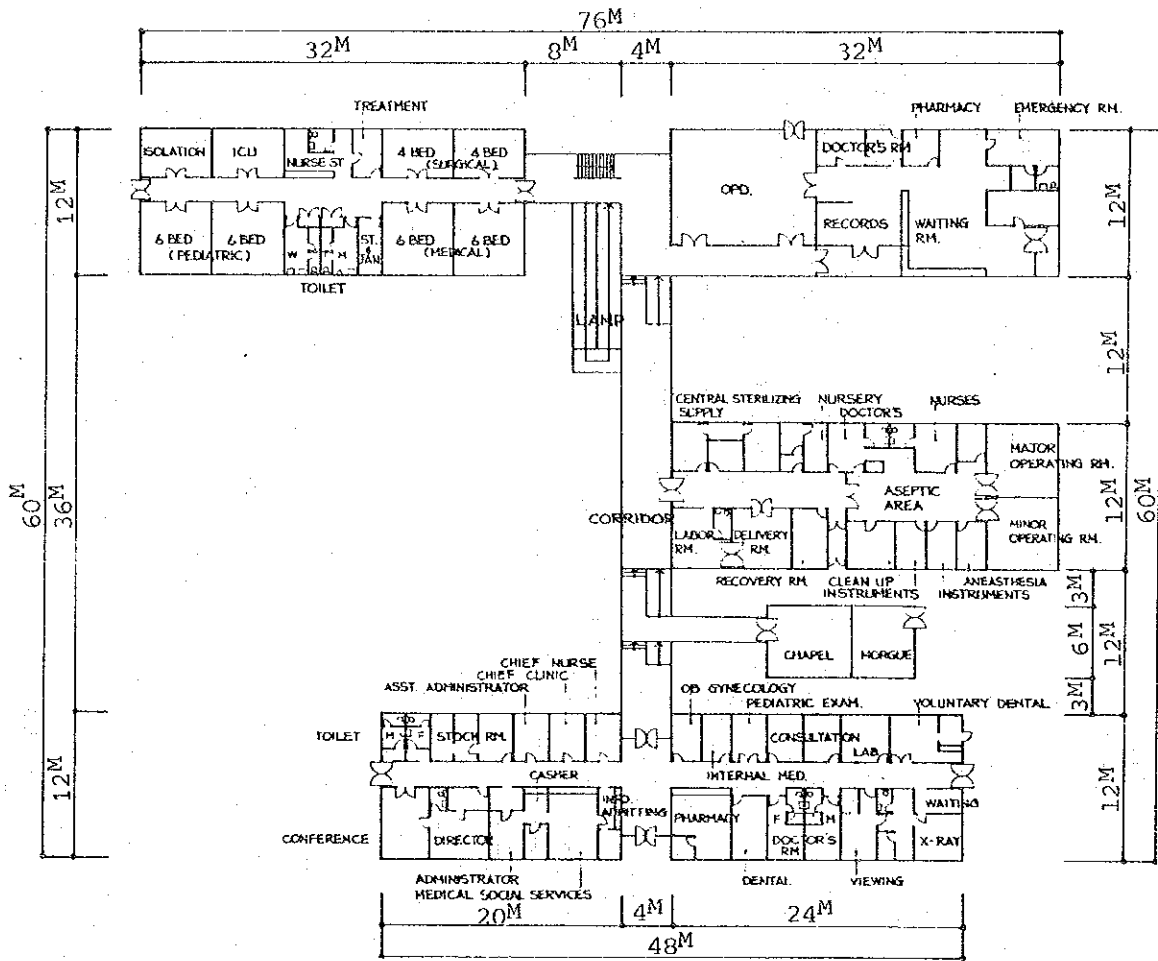 76M
32M 8M 4M 32M
TREATMENT
PHARMACY EMERGENCY RM.
ISOLATION ICU NURSE ST. 4 BED 4 BED
(SURGICAL)
DOCTOR'S RM.
OPD.
12M
12M
RECORDS WAITING
RM.
6 BED 6 BED
(PEDIATRIC)
W M
ST.
&
JAN.
6 BED 6 BED
(MEDICAL)
TOILET
LAMP
12M
CENTRAL STERILIZING
SUPPLY
NURSERY
DOCTOR'S
NURSES
MAJOR
OPERATING RM.
ASEPTIC
AREA
60M
36M
12M
60M
CORRIDOR
LABOR
RM.
DELIVERY
RM.
MINOR
OPERATING RM.
RECOVERY RM. CLEAN UP
INSTRUMENTS
ANEASTHESIA
INSTRUMENTS
3M
6M
12M
3M
CHAPEL MORGUE
CHIEF NURSE
CHIEF CLINIC
ASST. ADMINISTRATOR
OB GYNECOLOGY
PEDIATRIC EXAM.
VOLUNTARY DENTAL
TOILET
M F
STOCK RM.
CONSULTATION
LAB.
12M
CASHER
INTERNAL MED.
12M
INFO.
ADMITTING
PHARMACY
F M
WAITING
CONFERENCE
DIRECTOR
DOCTOR'S
RM.
X-RAY
ADMINISTRATOR
MEDICAL SOCIAL SERVICES
DENTAL
VIEWING
20M 4M 24M
48M